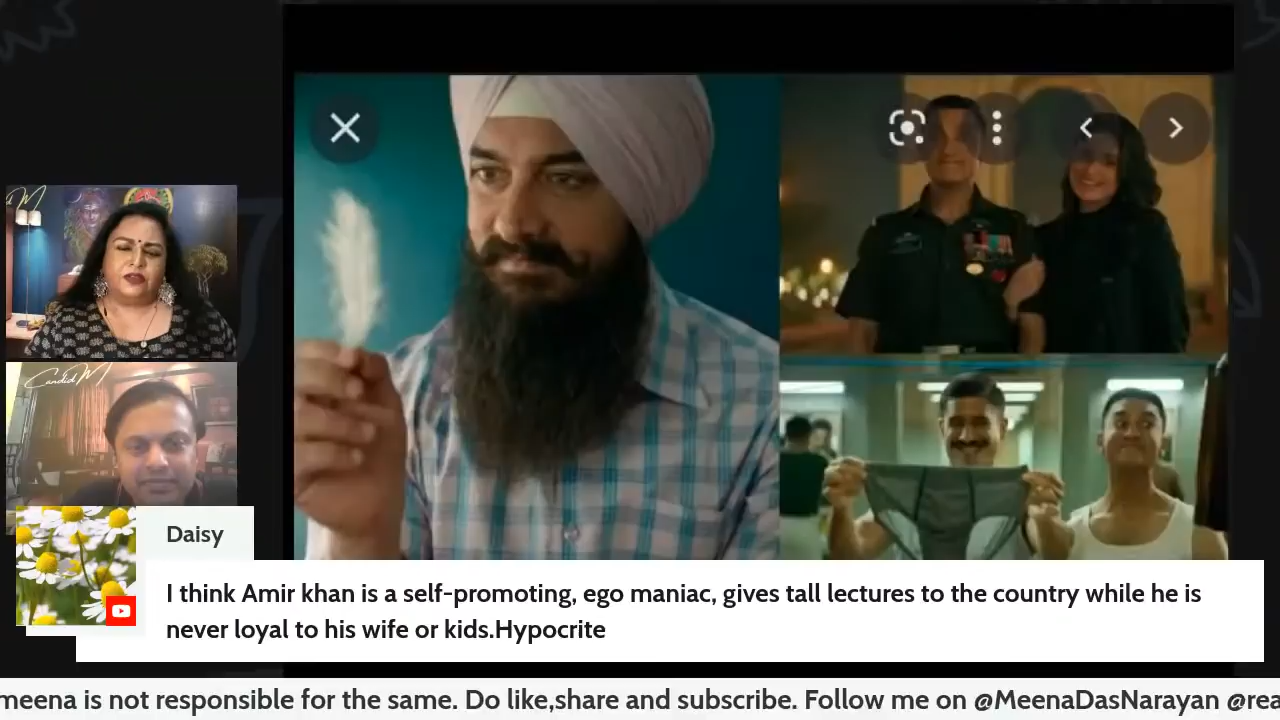 M
Candid M
Daisy
I think Amir khan is a self-promoting, ego maniac, gives tall lectures to the country while he is
never loyal to his wife or kids.Hypocrite
meena is not responsible for the same. Do like,share and subscribe. Follow me on @MeenaDasNarayan @rea